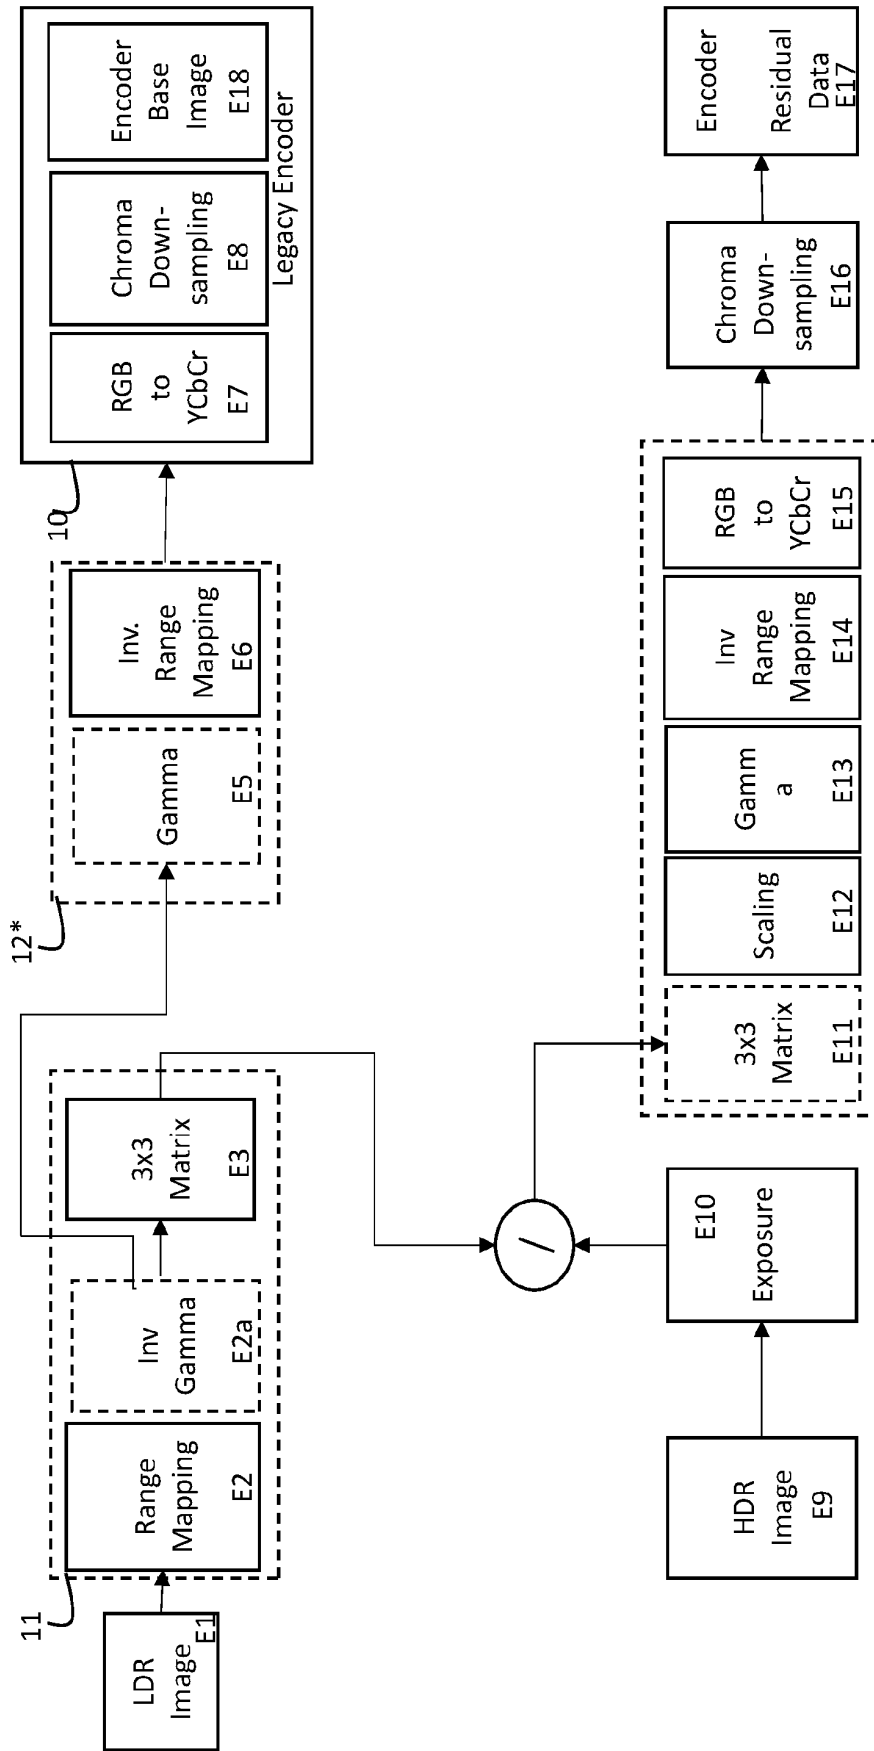 11
LDR
Image
E1
Range
Mapping
E2
Inv
Gamma
E2a
3x3
Matrix
E3
12*
Gamma
E5
Inv.
Range
Mapping
E6
10
RGB
to
YCbCr
E7
Chroma
Down-
sampling
E8
Encoder
Base
Image
E18
Legacy Encoder
/
HDR
Image
E9
E10
Exposure
3x3
Matrix
E11
Scaling
E12
Gamm
a
E13
Inv
Range
Mapping
E14
RGB
to
YCbCr
E15
Chroma
Down-
sampling
E16
Encoder
Residual
Data
E17